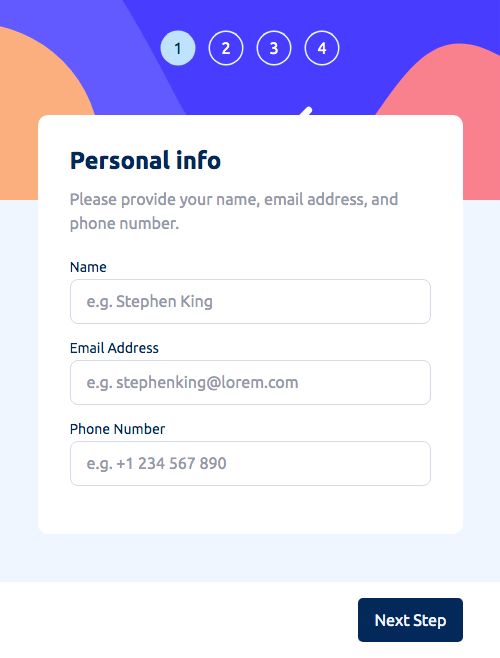 1 2 3 4
Personal info
Please provide your name, email address, and
phone number.
Name
e.g. Stephen King
Email Address
e.g. stephenking@lorem.com
Phone Number
e.g. +1 234 567 890
Next Step